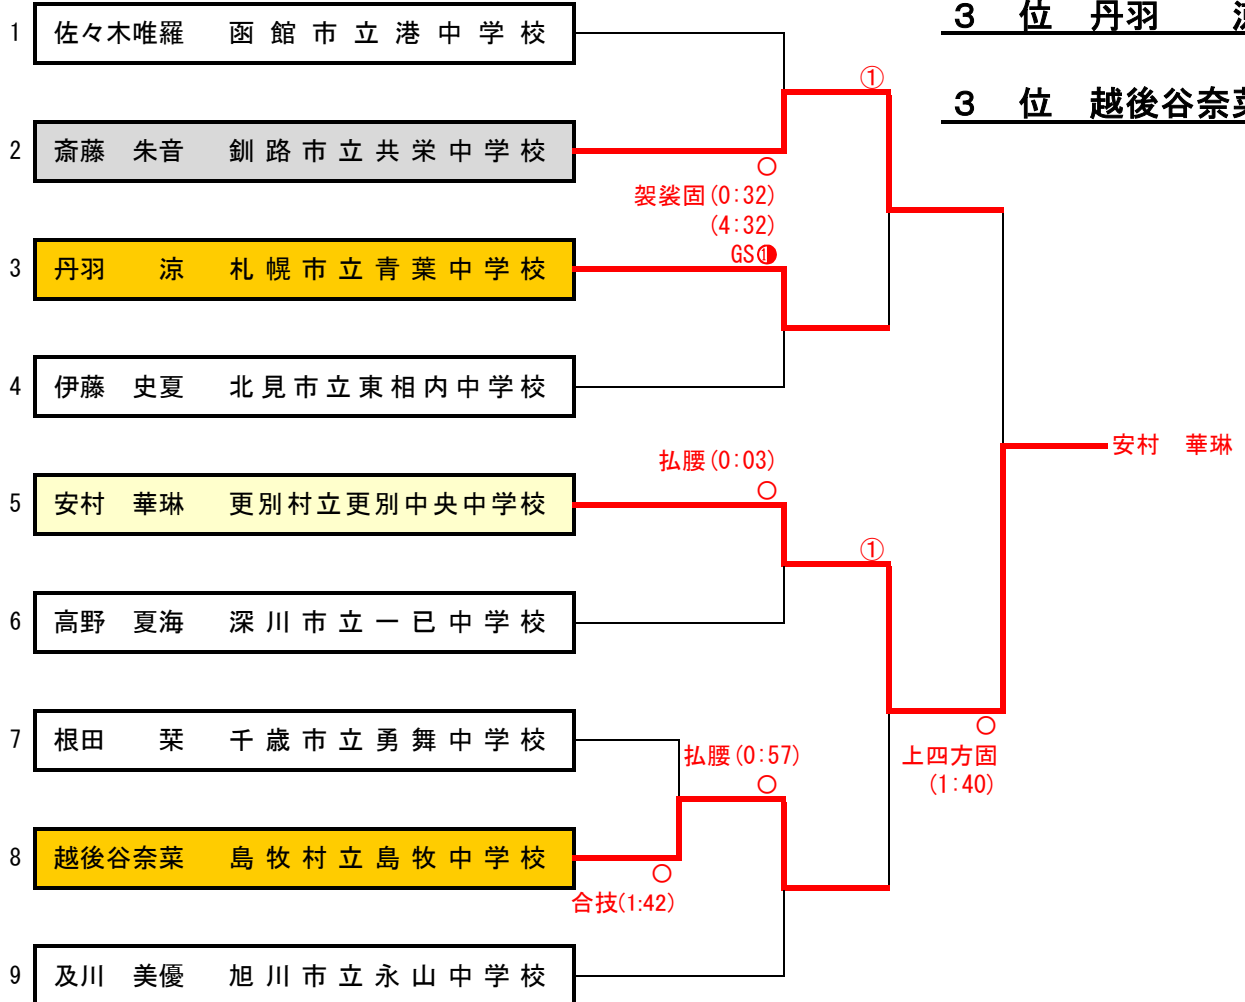 1 佐々木唯羅 函館市立港中学校
2 斎藤 朱音 釧路市立共栄中学校
3 丹羽 涼 札幌市立青葉中学校
4 伊藤 史夏 北見市立東相内中学校
5 安村 華琳 更別村立更別中央中学校
6 高野 夏海 深川市立一已中学校
7 根田 栞 千歳市立勇舞中学校
8 越後谷奈菜 島牧村立島牧中学校
9 及川 美優 旭川市立永山中学校
○
袈裟固(0:32)
(4:32)
GS①
払腰(0:03)
○
払腰(0:57)
○
○
合技(1:42)
①
①
○
上四方固
(1:40)
安村 華琳
3 位 丹羽
3 位 越後谷奈菜